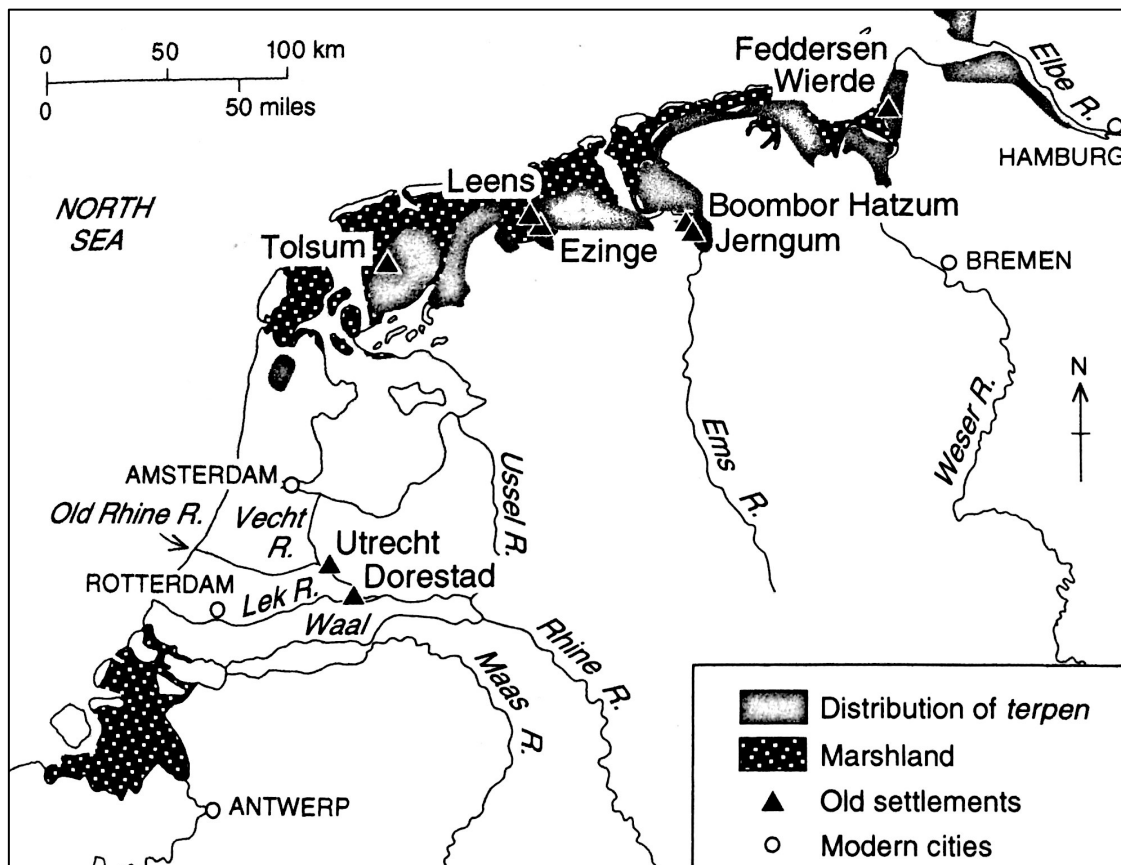 0 50 100 km
0 50 miles
Feddersen
Wierde
Elbe R.
HAMBURG
Leens
NORTH
SEA
Boombor Hatzum
Tolsum
Ezinge
Jerngum
BREMEN
N
Ems R.
Weser R.
AMSTERDAM
Ussel R.
Old Rhine R.
Vecht
R.
Utrecht
Dorestad
ROTTERDAM
Lek R.
Waal
Rhine R.
Maas R.
ANTWERP
Distribution of terpen
Marshland
Old settlements
Modern cities